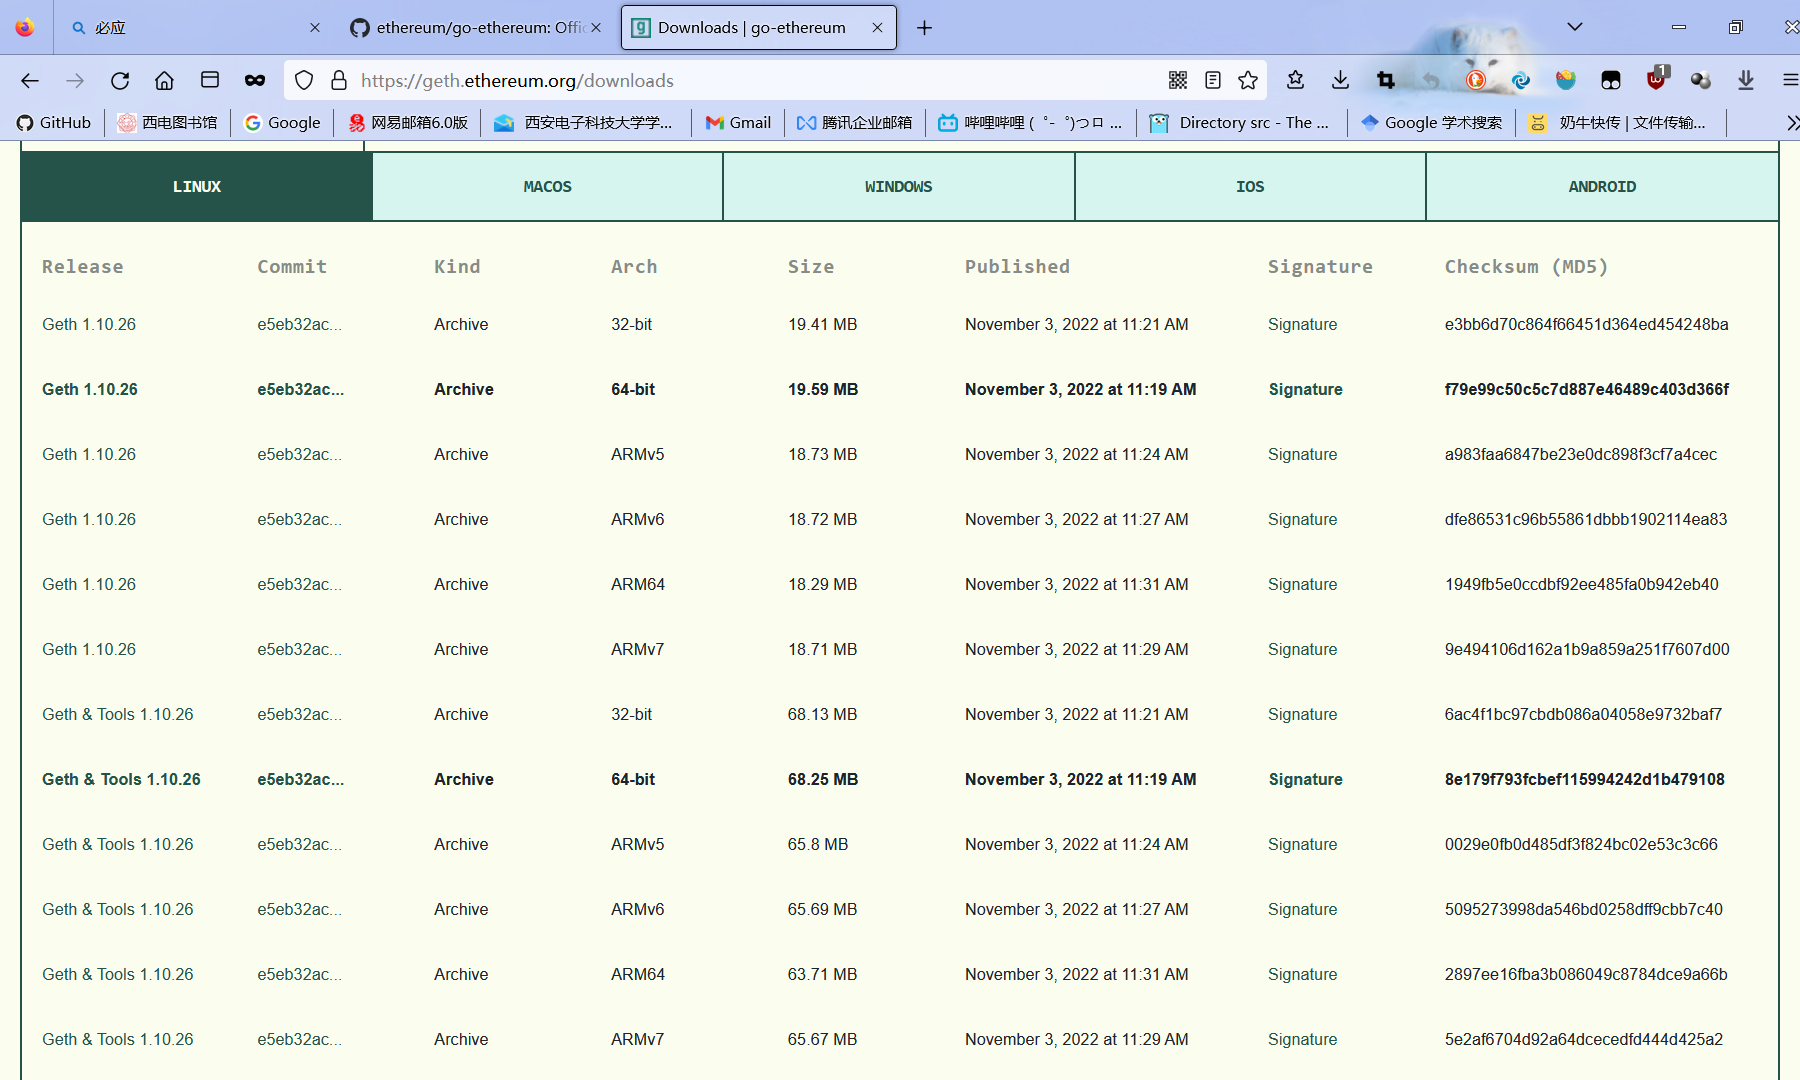 必应
ethereum/go-ethereum: Offic
Downloads | go-ethereum
https://geth.ethereum.org/downloads
1
GitHub
西电图书馆
Google
网易邮箱6.0版
西安电子科技大学学...
Gmail
腾讯企业邮箱
哔哩哔哩 ( ゜- ゜)つロ ...
Directory src - The ...
Google 学术搜索
奶牛快传 | 文件传输...
LINUX MACOS WINDOWS IOS ANDROID
Release Commit Kind Arch Size Published Signature Checksum (MD5)
Geth 1.10.26 e5eb32ac... Archive 32-bit 19.41 MB November 3, 2022 at 11:21 AM Signature e3bb6d70c864f66451d364ed454248ba
Geth 1.10.26 e5eb32ac... Archive 64-bit 19.59 MB November 3, 2022 at 11:19 AM Signature f79e99c50c5c7d887e46489c403d366f
Geth 1.10.26 e5eb32ac... Archive ARMv5 18.73 MB November 3, 2022 at 11:24 AM Signature a983faa6847be23e0dc898f3cf7a4cec
Geth 1.10.26 e5eb32ac... Archive ARMv6 18.72 MB November 3, 2022 at 11:27 AM Signature dfe86531c96b55861dbbb1902114ea83
Geth 1.10.26 e5eb32ac... Archive ARM64 18.29 MB November 3, 2022 at 11:31 AM Signature 1949fb5e0ccdbf92ee485fa0b942eb40
Geth 1.10.26 e5eb32ac... Archive ARMv7 18.71 MB November 3, 2022 at 11:29 AM Signature 9e494106d162a1b9a859a251f7607d00
Geth & Tools 1.10.26 e5eb32ac... Archive 32-bit 68.13 MB November 3, 2022 at 11:21 AM Signature 6ac4f1bc97cbdb086a04058e9732baf7
Geth & Tools 1.10.26 e5eb32ac... Archive 64-bit 68.25 MB November 3, 2022 at 11:19 AM Signature 8e179f793fcbef115994242d1b479108
Geth & Tools 1.10.26 e5eb32ac... Archive ARMv5 65.8 MB November 3, 2022 at 11:24 AM Signature 0029e0fb0d485df3f824bc02e53c3c66
Geth & Tools 1.10.26 e5eb32ac... Archive ARMv6 65.69 MB November 3, 2022 at 11:27 AM Signature 5095273998da546bd0258dff9cbb7c40
Geth & Tools 1.10.26 e5eb32ac... Archive ARM64 63.71 MB November 3, 2022 at 11:31 AM Signature 2897ee16fba3b086049c8784dce9a66b
Geth & Tools 1.10.26 e5eb32ac... Archive ARMv7 65.67 MB November 3, 2022 at 11:29 AM Signature 5e2af6704d92a64dcecedfd444d425a2